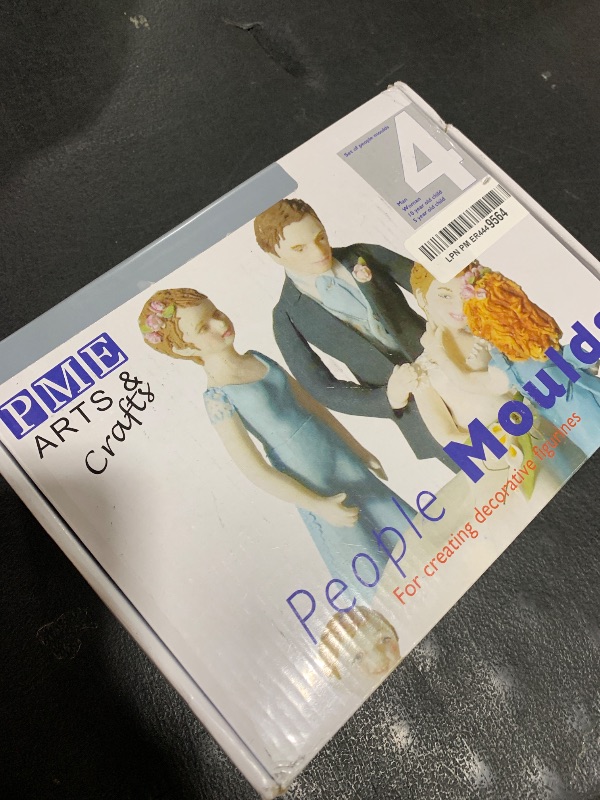 Set of people moulds
4
Man
Woman
10 year old child
5 year old child
LPN PM ER4449564
PME
ARTS &
Crafts
People Moulds
For creating decorative figurines